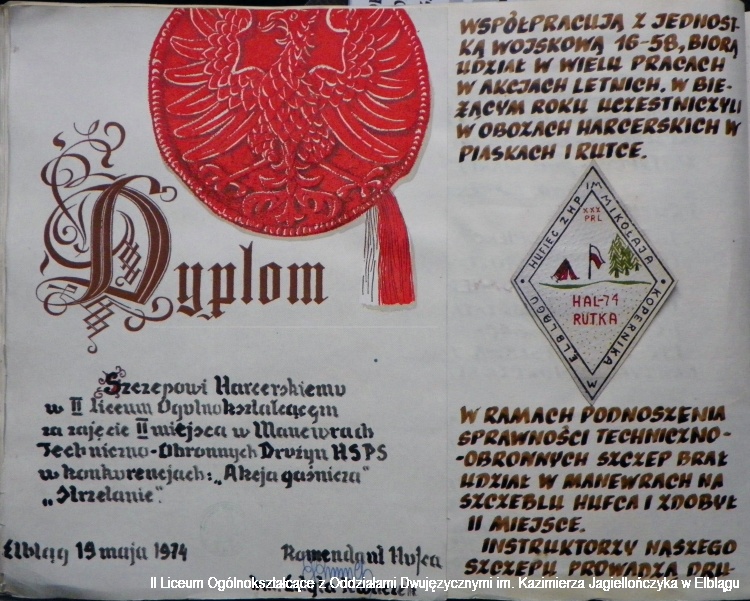 Dyplom
Szczepowi Harcerskiemu
w II Liceum Ogólnokształcącym
za zajęcie II miejsca w Manewrach
Techniczno-Obronnych Drużyn HSPS
w konkurencjach: „Akcja gaśnicza"
„Strzelanie".
Elbląg 19 maja 1974
Komendant Hufca
WSPÓŁPRACUJĄ Z JEDNOST-
KĄ WOJSKOWĄ 16-58, BIORĄ
UDZIAŁ W WIELU PRACACH
W AKCJACH LETNICH. W BIE-
ŻĄCYM ROKU UCZESTNICZYLI
W OBOZACH HARCERSKICH W
PIASKACH I RUTCE.
HUFIEC ZHP IM MIKOŁAJA
KOPERNIKA W ELBLĄGU
XXX
PRL
HAL-74
RUTKA
W RAMACH PODNOSZENIA
SPRAWNOŚCI TECHNICZNO-
-OBRONNYCH SZCZEP BRAŁ
UDZIAŁ W MANEWRACH NA
SZCZEBLU HUFCA I ZDOBYŁ
II MIEJSCE.
INSTRUKTORZY NASZEGO
SZCZEPU PROWADZĄ DRU-
II Liceum Ogólnokształcące z Oddziałami Dwujęzycznymi im. Kazimierza Jagiellończyka w Elblągu